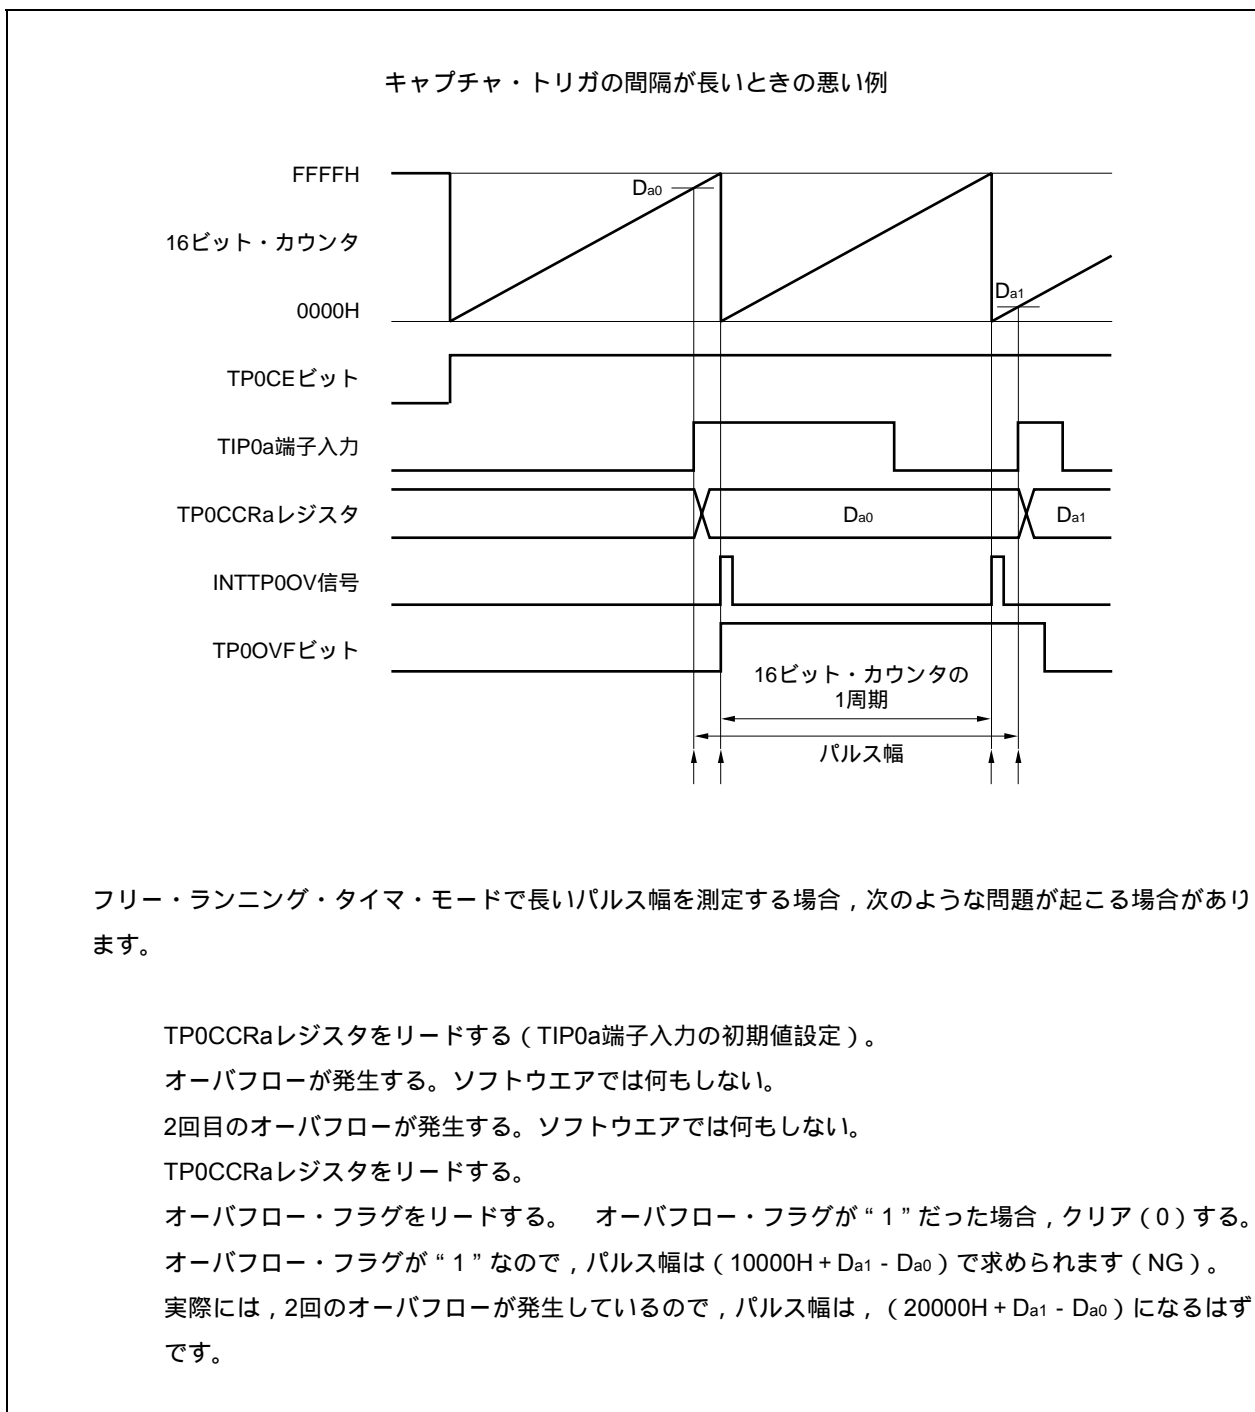 キャプチャ・トリガの間隔が長いときの悪い例
FFFFH
Da0
16ビット・カウンタ
Da1
0000H
TP0CEビット
TIP0a端子入力
TP0CCRaレジスタ
Da0
Da1
INTTP0OV信号
TP0OVFビット
16ビット・カウンタの
1周期
パルス幅
フリー・ランニング・タイマ・モードで長いパルス幅を測定する場合，次のような問題が起こる場合があり
ます。
TP0CCRaレジスタをリードする（TIP0a端子入力の初期値設定）。
オーバフローが発生する。ソフトウエアでは何もしない。
2回目のオーバフローが発生する。ソフトウエアでは何もしない。
TP0CCRaレジスタをリードする。
オーバフロー・フラグをリードする。　オーバフロー・フラグが“1”だった場合，クリア（0）する。
オーバフロー・フラグが“1”なので，パルス幅は（10000H + Da1 - Da0）で求められます（NG）。
実際には，2回のオーバフローが発生しているので，パルス幅は，（20000H + Da1 - Da0）になるはず
です。